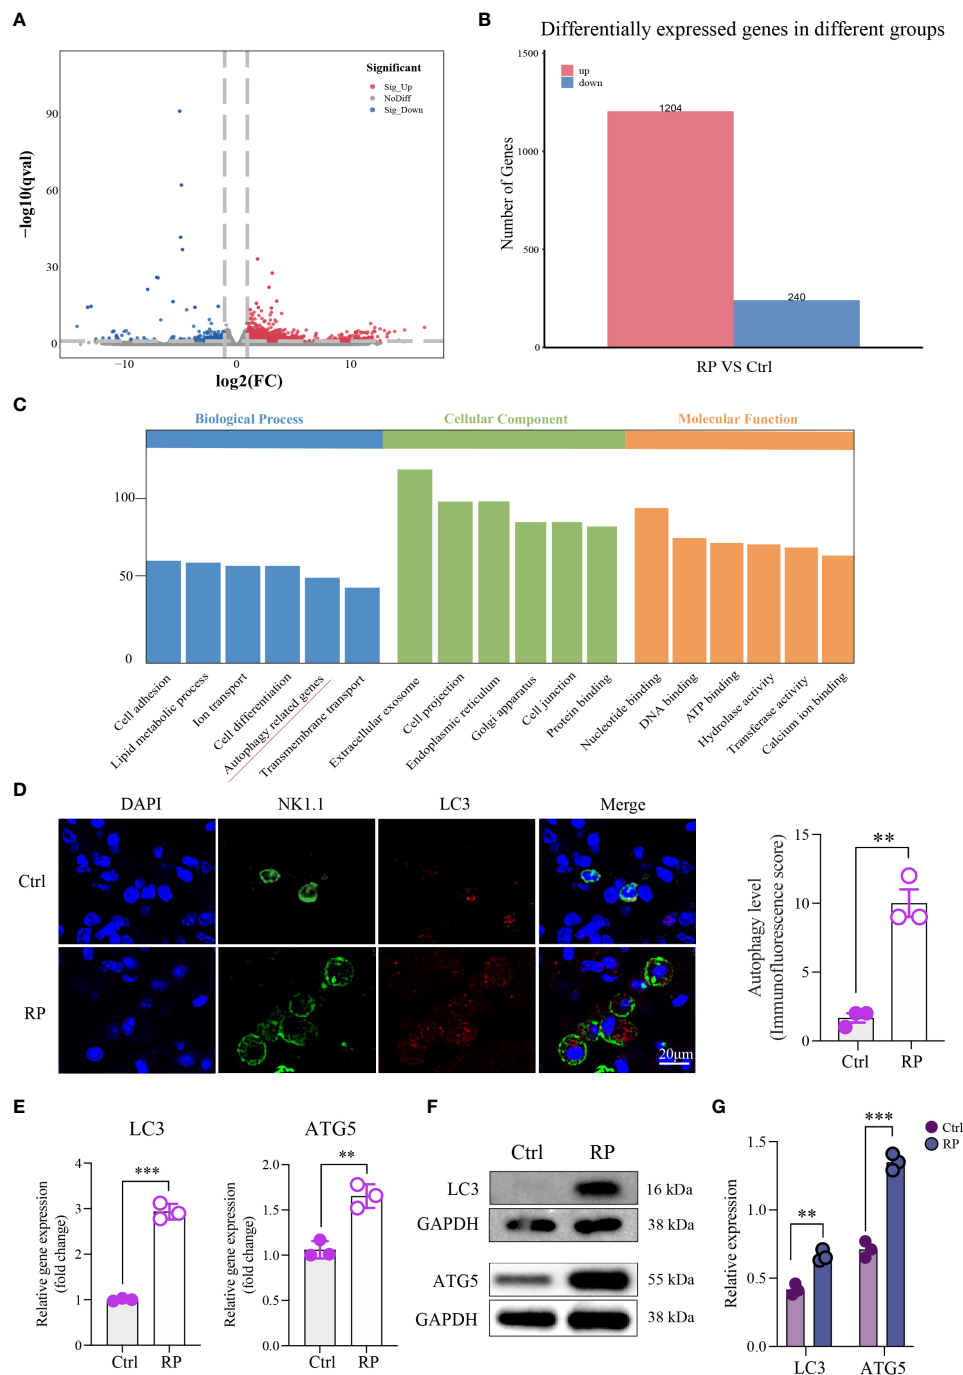 A
Significant
Sig_Up
NoDiff
Sig_Down
−log10(qval)
90
60
30
0
−10
0
10
log2(FC)
B
Differentially expressed genes in different groups
up
down
Number of Genes
1500
1000
500
0
1204
240
RP VS Ctrl
C
Biological Process
Cellular Component
Molecular Function
100
50
0
Cell adhesion
Lipid metabolic process
Ion transport
Cell differentiation
Autophagy related genes
Transmembrane transport
Extracellular exosome
Cell projection
Endoplasmic reticulum
Golgi apparatus
Cell junction
Protein binding
Nucleotide binding
DNA binding
ATP binding
Hydrolase activity
Transferase activity
Calcium ion binding
D
DAPI
NK1.1
LC3
Merge
Ctrl
RP
20μm
Autophagy level
(Immunofluorescence score)
15
10
5
0
**
Ctrl
RP
E
LC3
Relative gene expression
(fold change)
4
3
2
1
0
***
Ctrl
RP
ATG5
Relative gene expression
(fold change)
2.0
1.5
1.0
0.5
0.0
**
Ctrl
RP
F
Ctrl
RP
LC3
16 kDa
GAPDH
38 kDa
ATG5
55 kDa
GAPDH
38 kDa
G
Ctrl
RP
Relative expression
1.5
1.0
0.5
0.0
**
***
LC3
ATG5